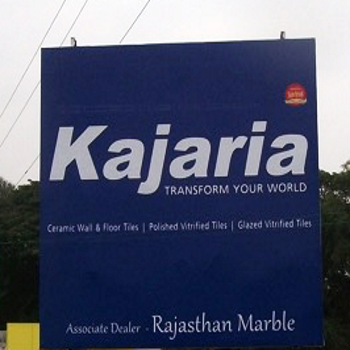 Kajaria
TRANSFORM YOUR WORLD
Ceramic Wall & Floor Tiles | Polished Vitrified Tiles | Glazed Vitrified Tiles
Associate Dealer - Rajasthan Marble